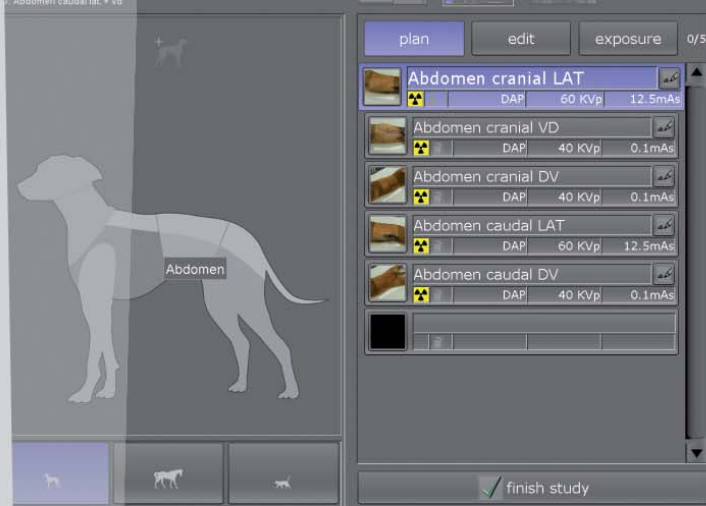 Abdomen caudal lat. + VD
plan
edit
exposure
0/5
Abdomen cranial LAT
DAP 60 KVp 12.5mAs
Abdomen cranial VD
DAP 40 KVp 0.1mAs
Abdomen cranial DV
DAP 40 KVp 0.1mAs
Abdomen caudal LAT
DAP 60 KVp 12.5mAs
Abdomen caudal DV
DAP 40 KVp 0.1mAs
Abdomen
finish study